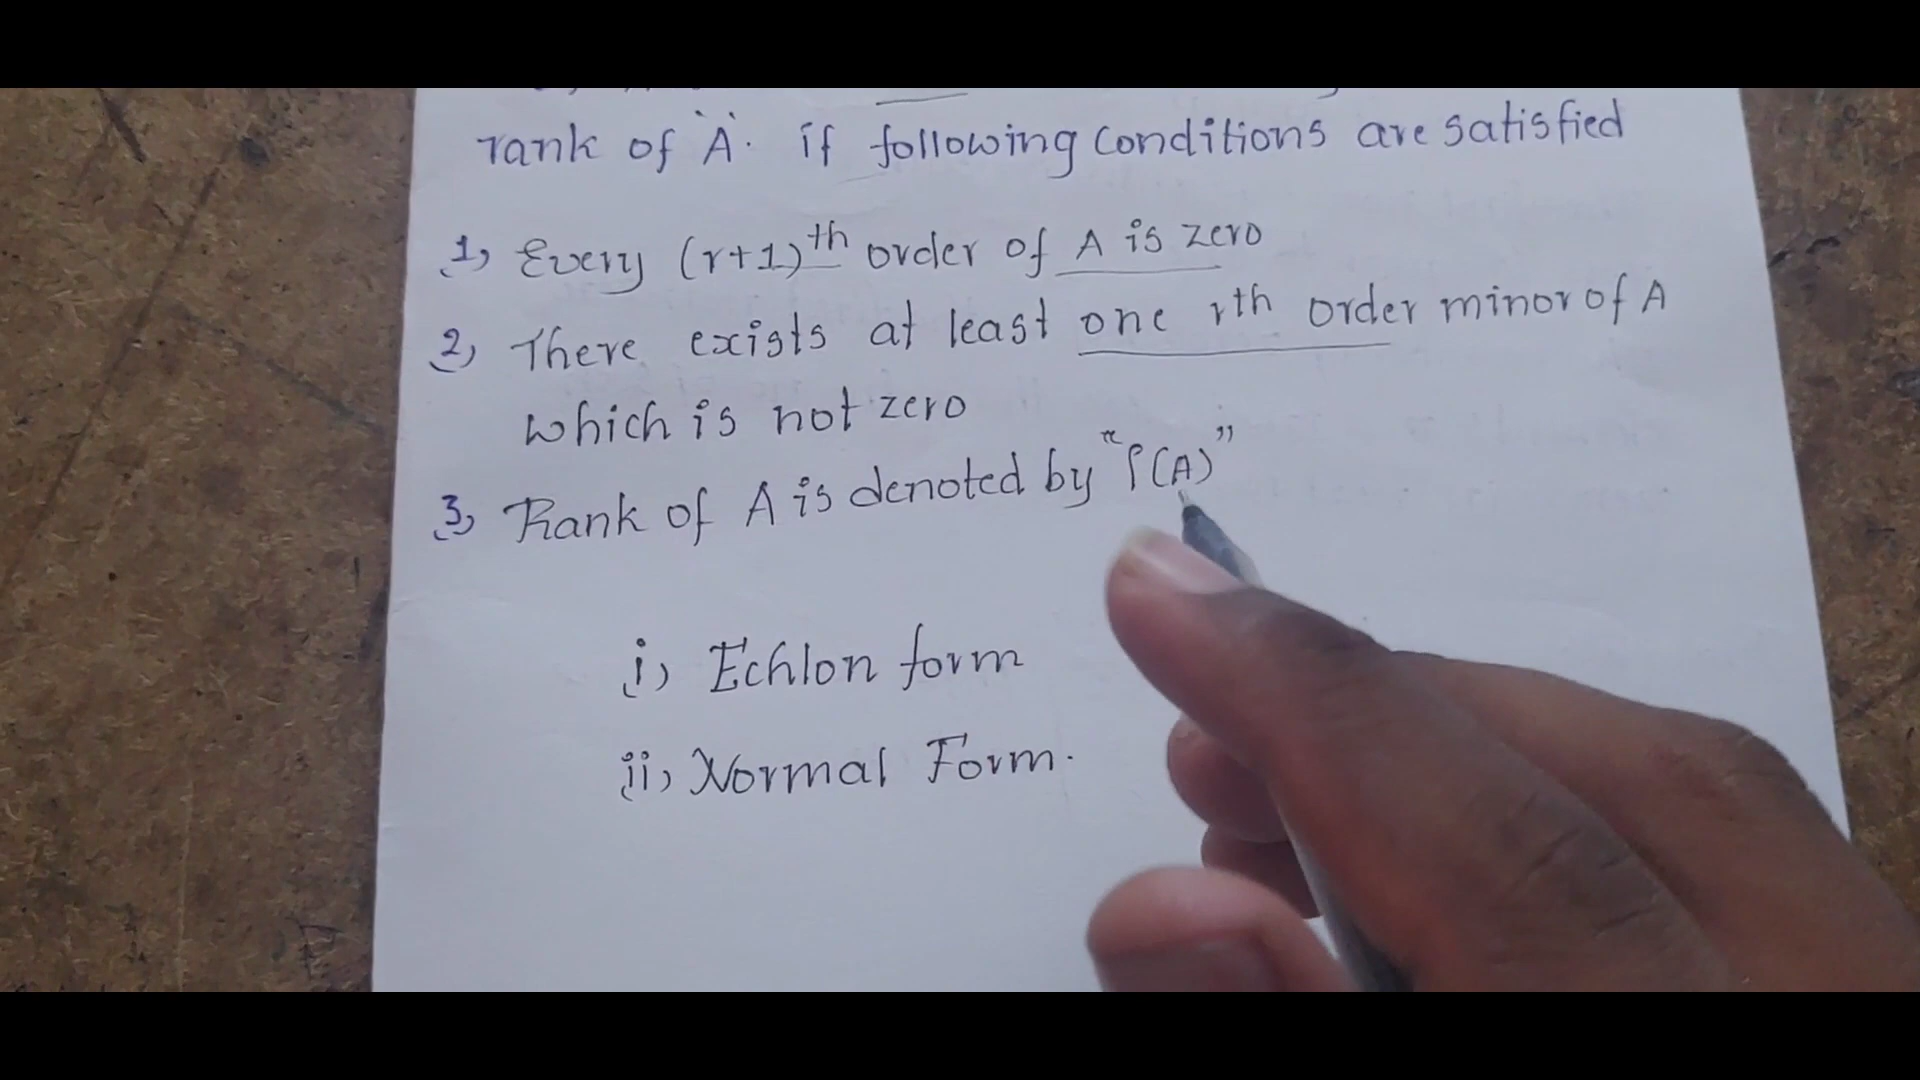 rank of 'A'. if following conditions are satisfied
1) Every (r+1)th order of A is zero
2) There exists at least one rth order minor of A
which is not zero
3) Rank of A is denoted by "ρ(A)"
i) Echlon form
ii) Normal Form.